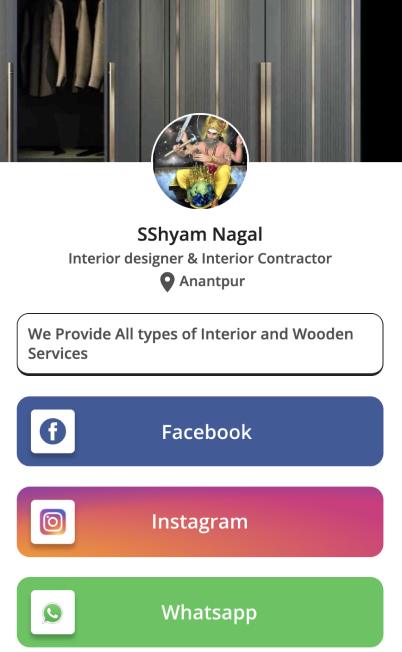 SShyam Nagal
Interior designer & Interior Contractor
Anantpur
We Provide All types of Interior and Wooden
Services
Facebook
Instagram
Whatsapp